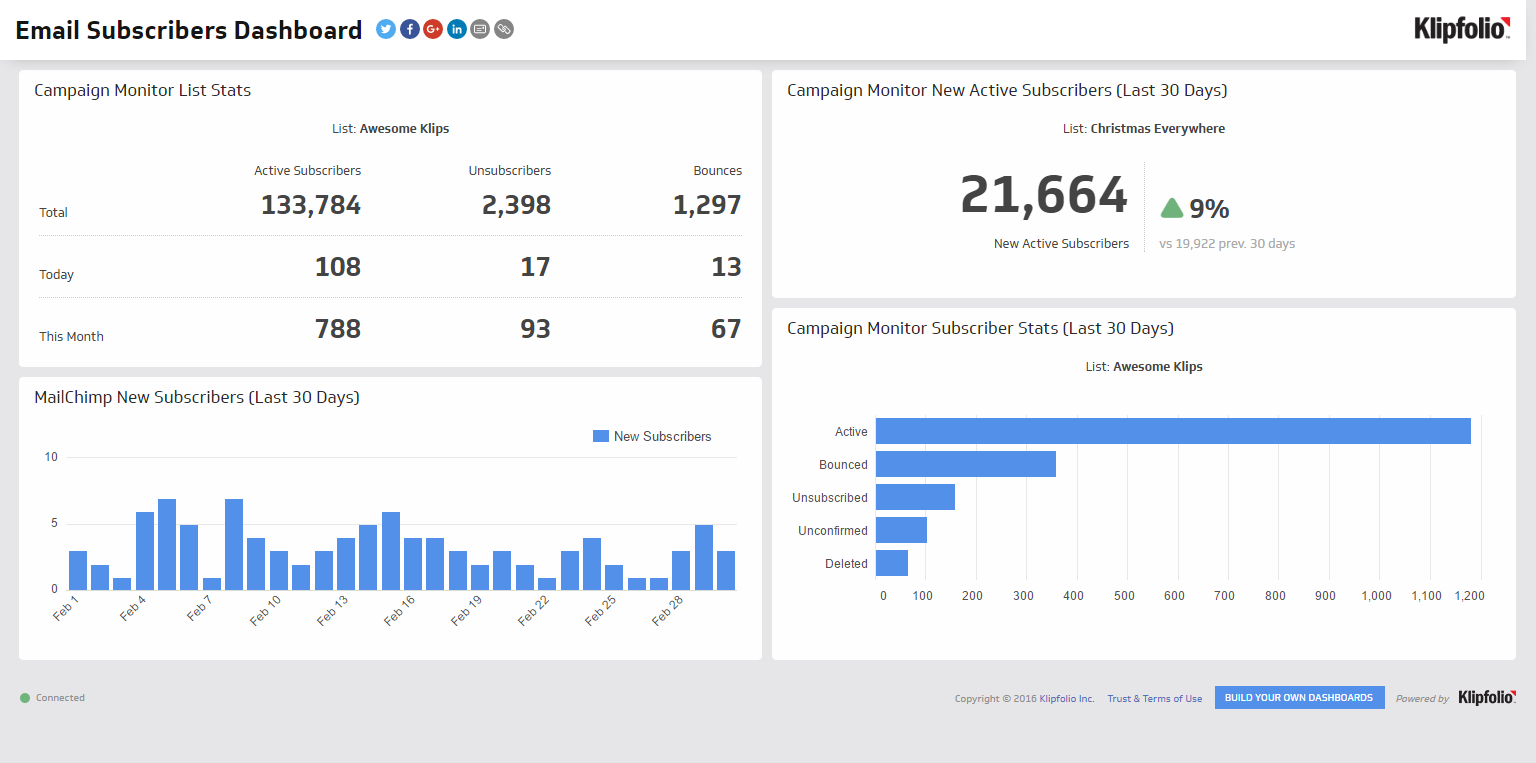 Email Subscribers Dashboard
Klipfolio
Campaign Monitor List Stats
List: Awesome Klips
Active Subscribers Unsubscribers Bounces
Total 133,784 2,398 1,297
Today 108 17 13
This Month 788 93 67
MailChimp New Subscribers (Last 30 Days)
New Subscribers
10
5
0
Feb 1 Feb 4 Feb 7 Feb 10 Feb 13 Feb 16 Feb 19 Feb 22 Feb 25 Feb 28
Campaign Monitor New Active Subscribers (Last 30 Days)
List: Christmas Everywhere
21,664 9%
New Active Subscribers vs 19,922 prev. 30 days
Campaign Monitor Subscriber Stats (Last 30 Days)
List: Awesome Klips
Active
Bounced
Unsubscribed
Unconfirmed
Deleted
0 100 200 300 400 500 600 700 800 900 1,000 1,100 1,200
Connected
Copyright © 2016 Klipfolio Inc. Trust & Terms of Use BUILD YOUR OWN DASHBOARDS Powered by Klipfolio